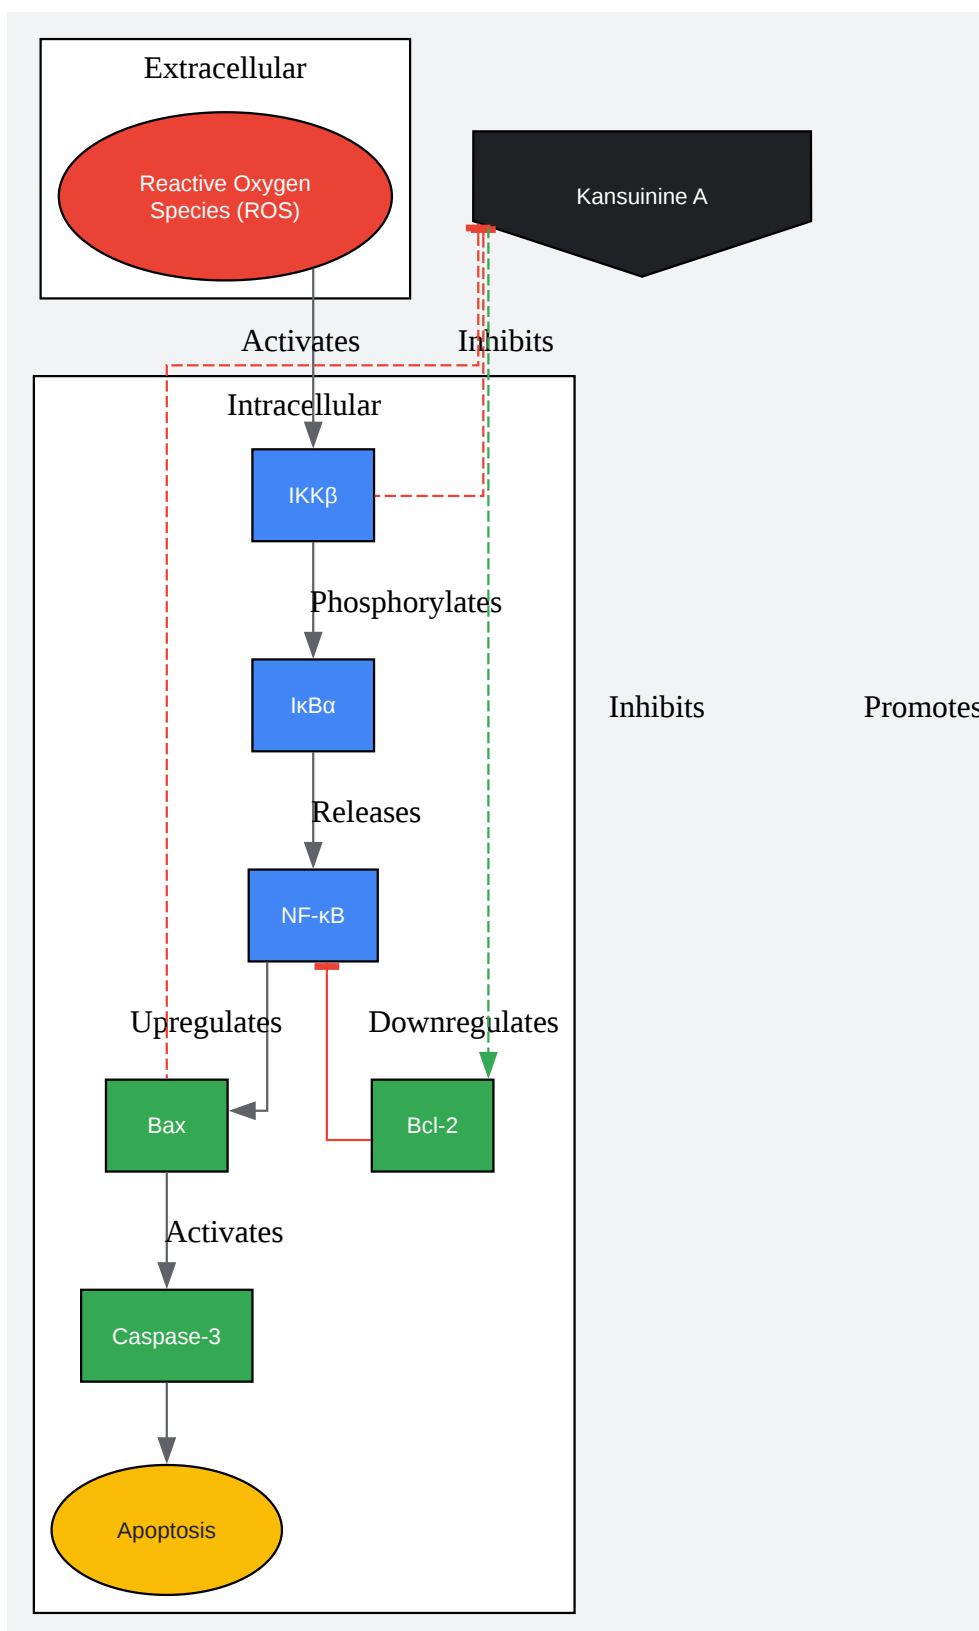 Extracellular
Reactive Oxygen
Species (ROS)
Kansuinine A
Activates
Inhibits
Intracellular
IKKβ
Phosphorylates
IκBα
Inhibits
Promotes
Releases
NF-κB
Upregulates
Downregulates
Bax
Bcl-2
Activates
Caspase-3
Apoptosis